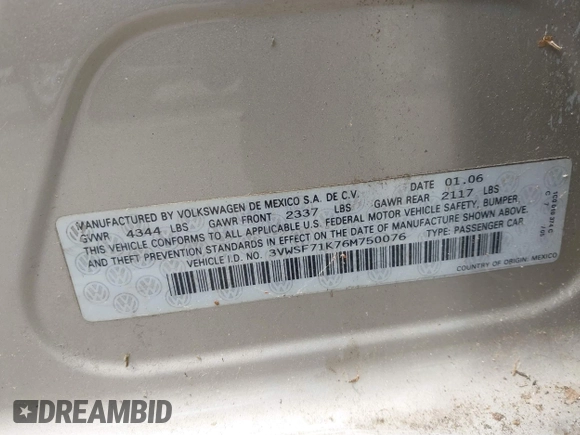 MANUFACTURED BY VOLKSWAGEN DE MEXICO S.A. DE C.V. DATE 01.06
GVWR 4344 LBS GAWR FRONT 2337 LBS GAWR REAR 2117 LBS
THIS VEHICLE CONFORMS TO ALL APPLICABLE U.S. FEDERAL MOTOR VEHICLE SAFETY, BUMPER
AND THEFT PREVENTION STANDARDS IN EFFECT ON THE DATE OF MANUFACTURE SHOWN ABOVE.
VEHICLE I.D. NO. 3VWSF71K76M750076 TYPE: PASSENGER CAR
COUNTRY OF ORIGIN: MEXICO
DREAMBID